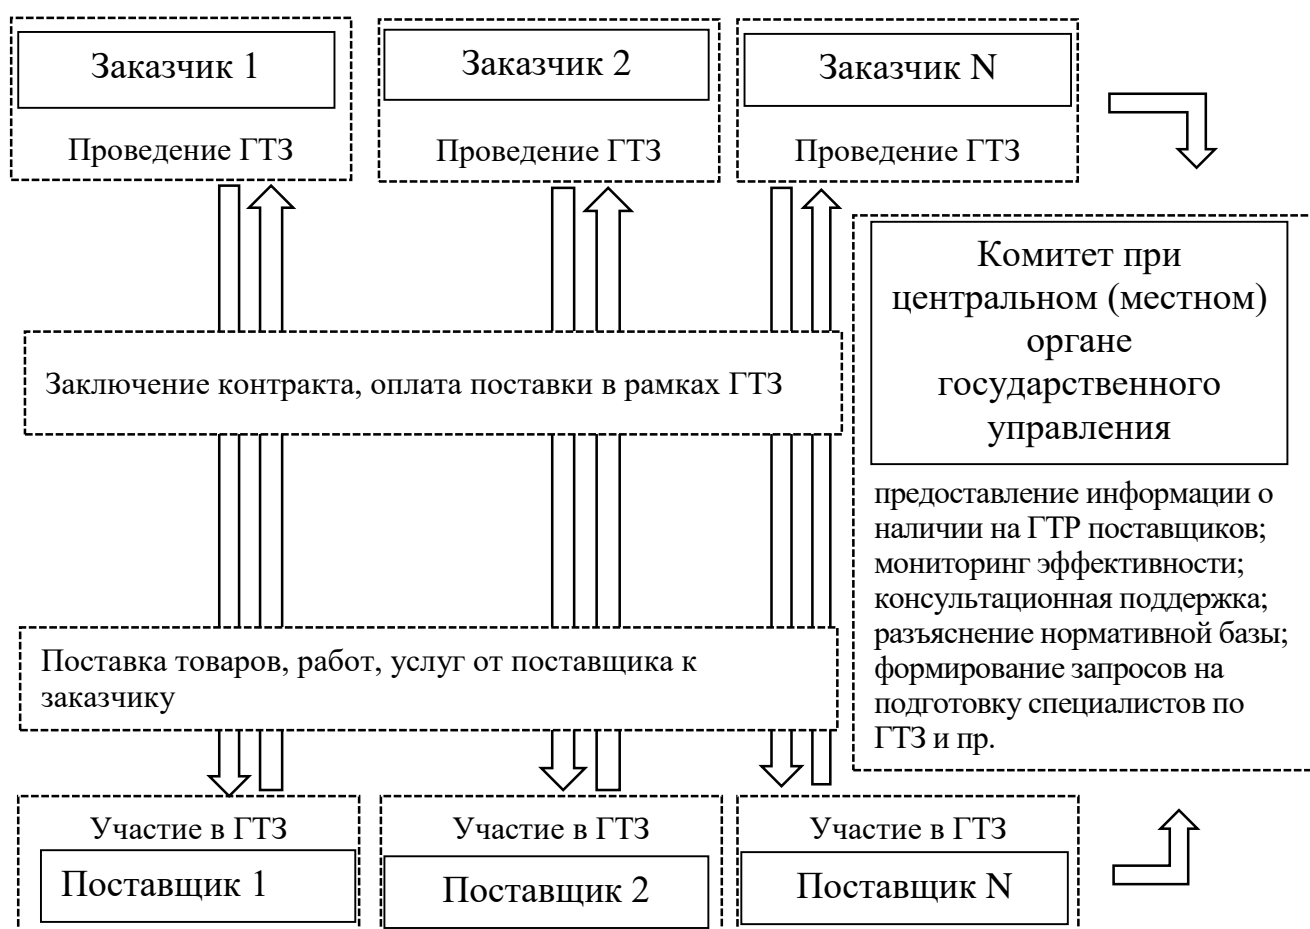 Заказчик 1
Заказчик 2
Заказчик N
Проведение ГТЗ
Проведение ГТЗ
Проведение ГТЗ
Комитет при
центральном (местном)
органе
государственного
управления
предоставление информации о
наличии на ГТР поставщиков;
мониторинг эффективности;
консультационная поддержка;
разъяснение нормативной базы;
формирование запросов на
подготовку специалистов по
ГТЗ и пр.
Заключение контракта, оплата поставки в рамках ГТЗ
Поставка товаров, работ, услуг от поставщика к
заказчику
Участие в ГТЗ
Участие в ГТЗ
Участие в ГТЗ
Поставщик 1
Поставщик 2
Поставщик N